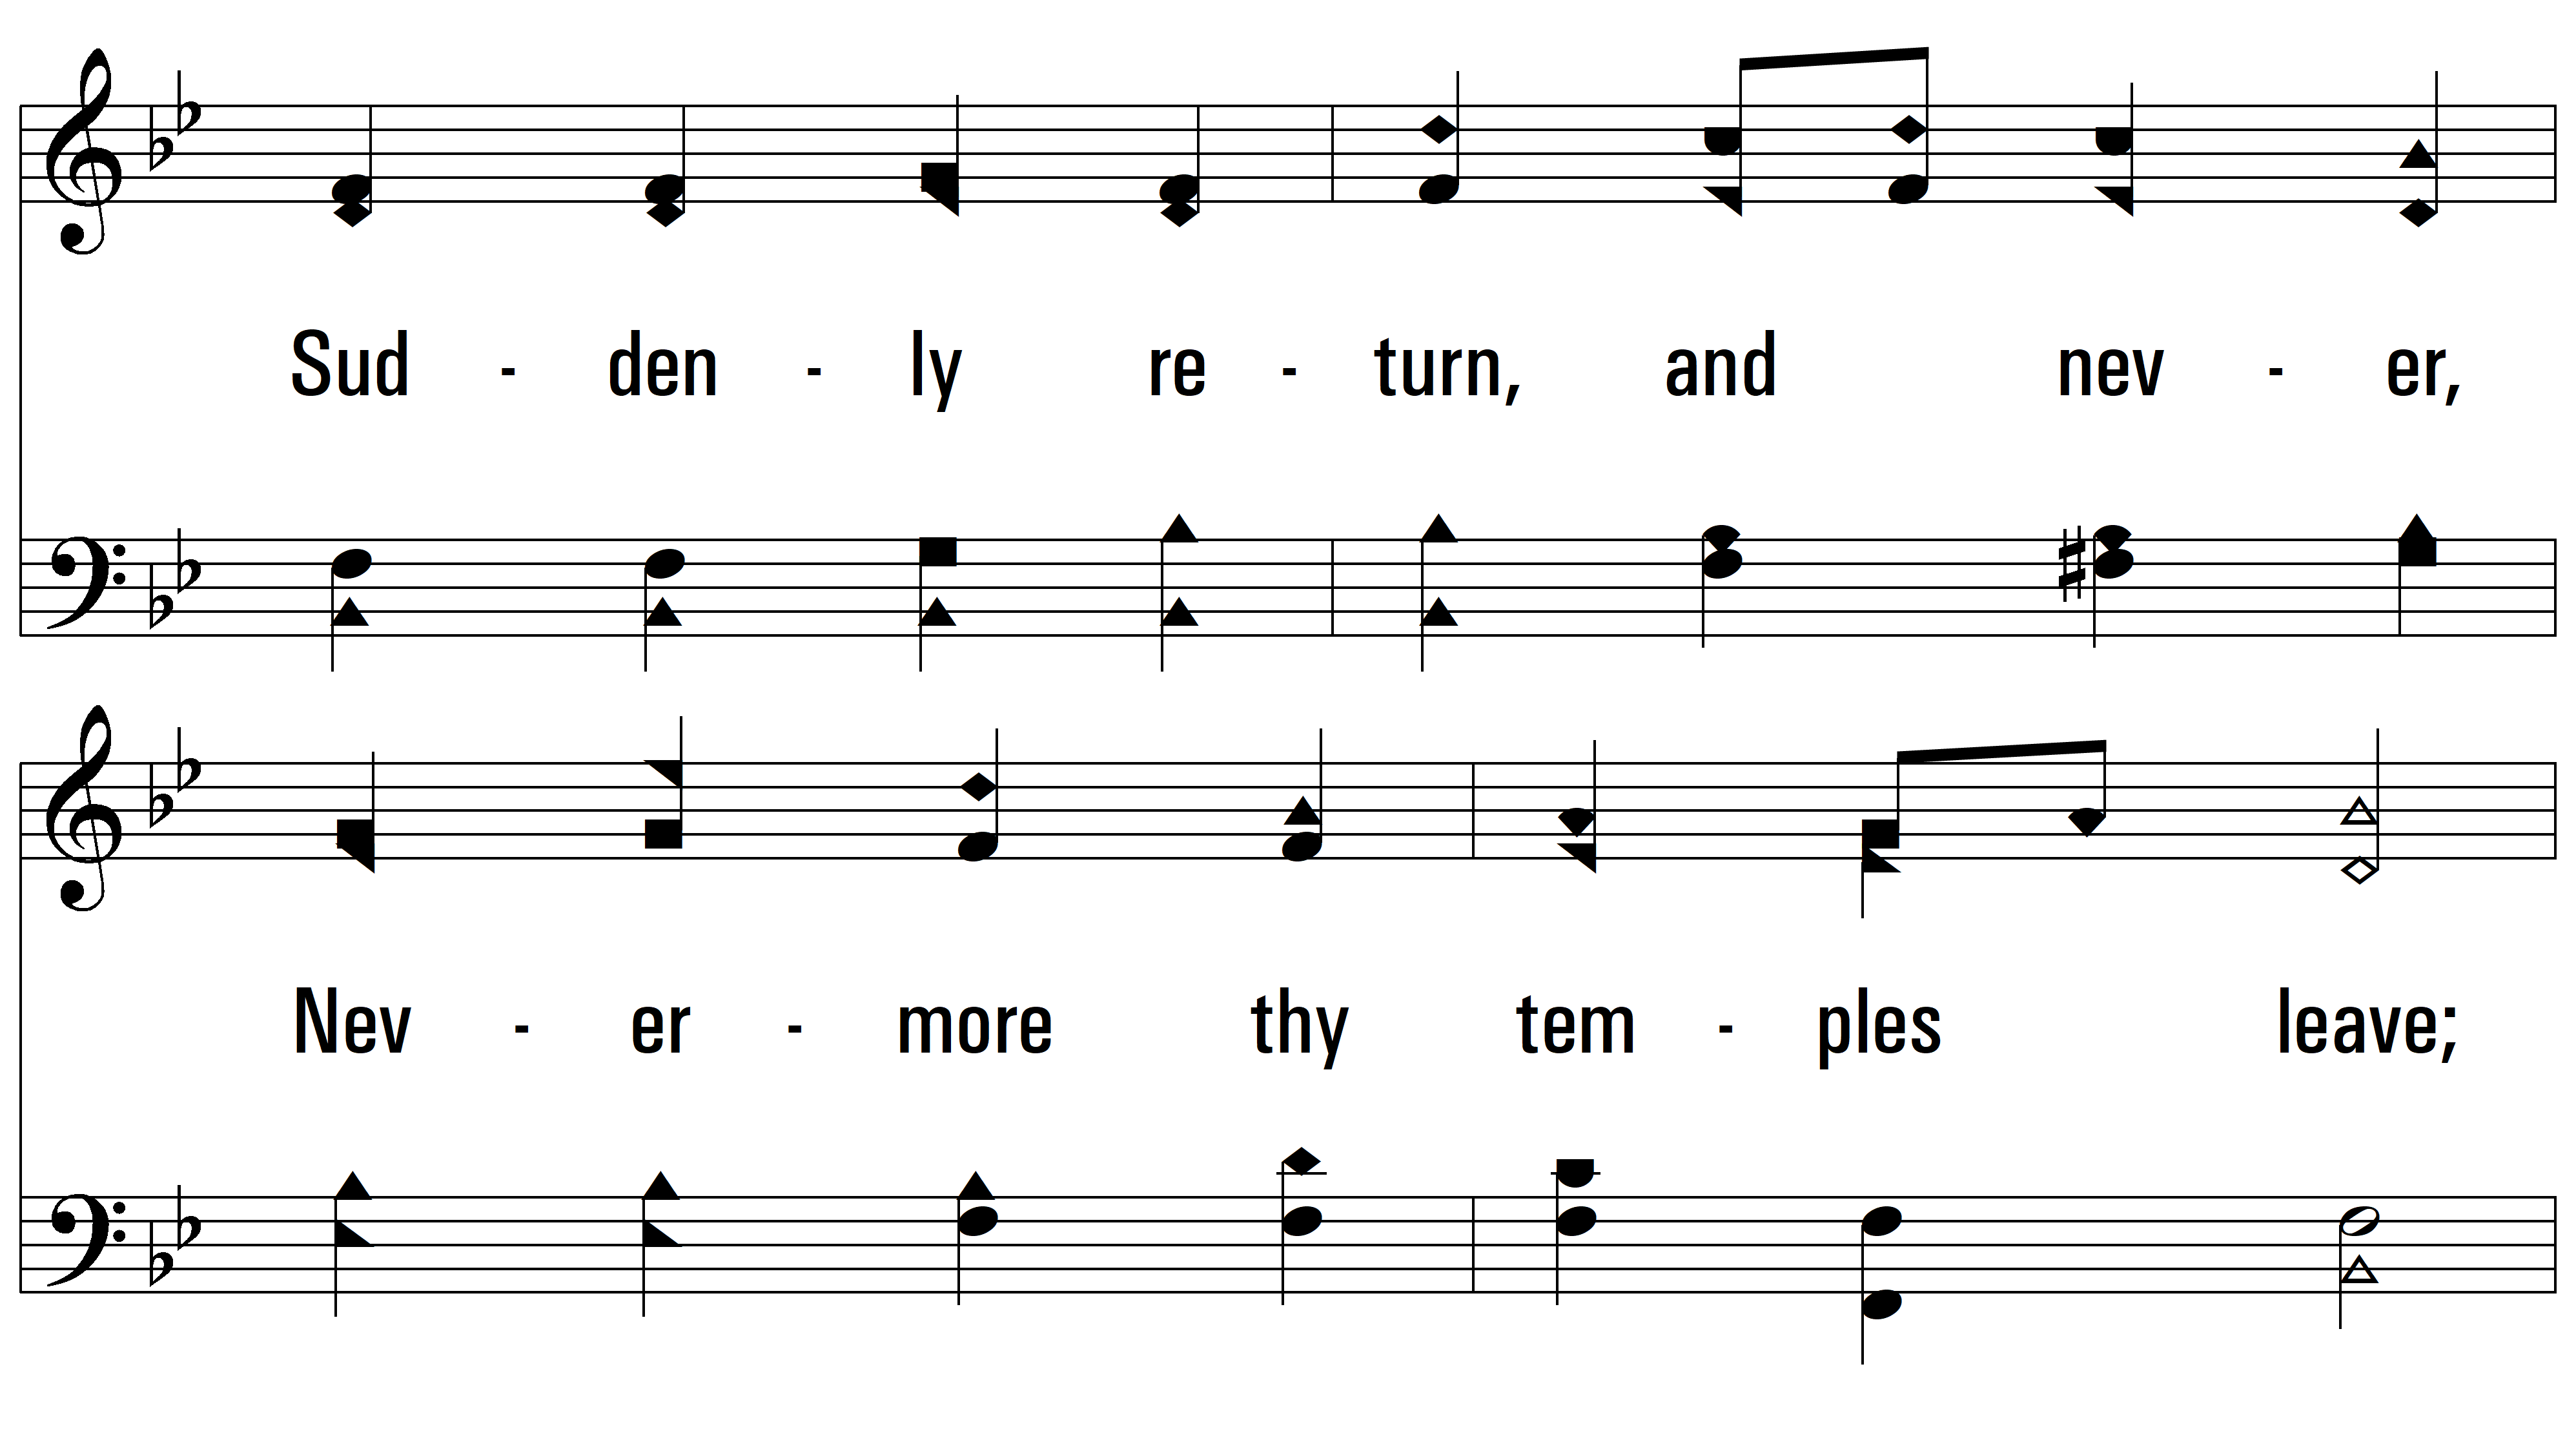 Sud - den - ly re - turn, and nev - er,
Nev - er - more thy tem - ples leave;